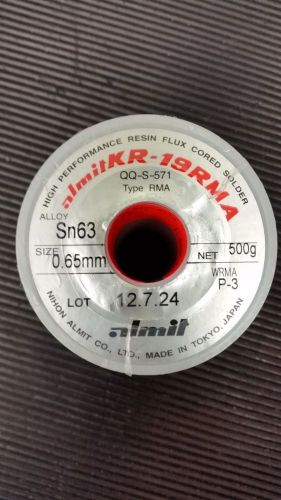 HIGH PERFORMANCE RESIN FLUX CORED SOLDER
almit KR-19RMA
QQ-S-571
Type RMA
ALLOY
Sn63
SIZE
0.65mm
NET 500g
WRMA
P-3
LOT 12.7.24
almit
NIHON ALMIT CO., LTD., MADE IN TOKYO, JAPAN